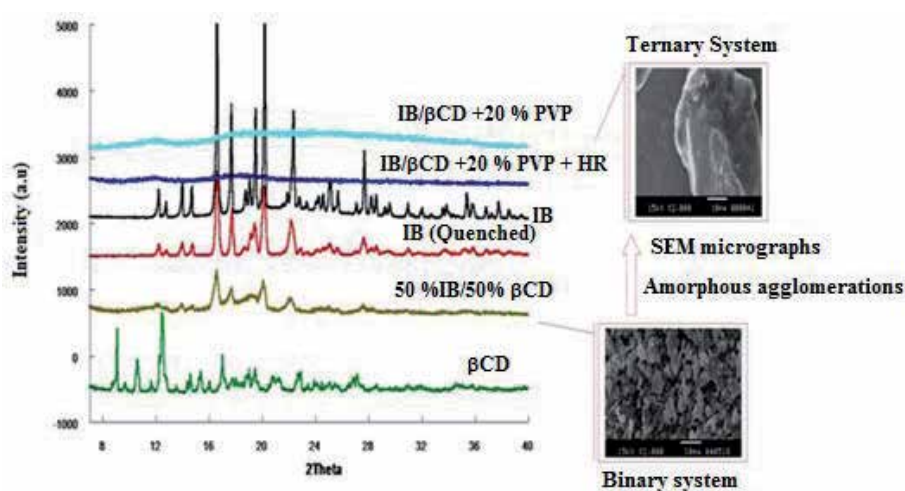 Ternary System
5000
4000
3000
2000
1000
0
-1000
Intensity (a.u)
IB/βCD +20 % PVP
IB/βCD +20 % PVP + HR
IB
IB (Quenched)
50 %IB/50% βCD
βCD
8 12 16 20 24 28 32 36 40
2Theta
SEM micrographs
Amorphous agglomerations
Binary system